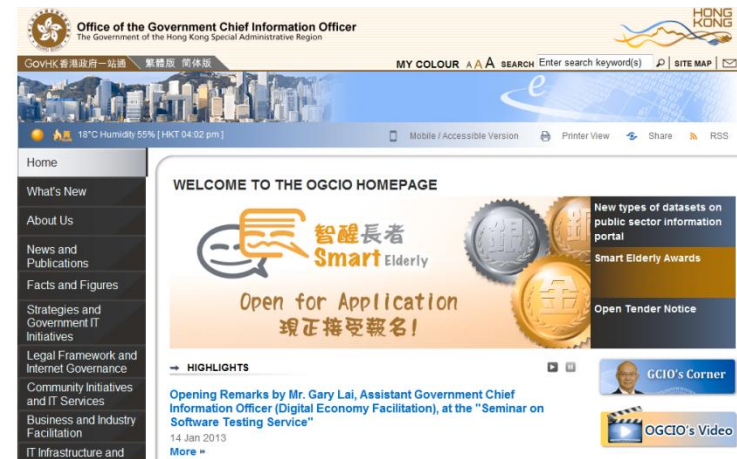 Office of the Government Chief Information Officer
The Government of the Hong Kong Special Administrative Region
HONG
KONG
GovHK 香港政府一站通
繁體版 简体版
MY COLOUR A A A SEARCH Enter search keyword(s) SITE MAP
e
18°C Humidity 55% [ HKT 04:02 pm ]
Mobile / Accessible Version
Printer View
Share
RSS
Home
What's New
About Us
News and
Publications
Facts and Figures
Strategies and
Government IT
Initiatives
Legal Framework and
Internet Governance
Community Initiatives
and IT Services
Business and Industry
Facilitation
IT Infrastructure and
WELCOME TO THE OGCIO HOMEPAGE
智醒長者
Smart Elderly
Open for Application
現正接受報名!
銀
金
New types of datasets on
public sector information
portal
Smart Elderly Awards
Open Tender Notice
HIGHLIGHTS
Opening Remarks by Mr. Gary Lai, Assistant Government Chief
Information Officer (Digital Economy Facilitation), at the "Seminar on
Software Testing Service"
14 Jan 2013
More
GCIO's Corner
OGCIO's Video